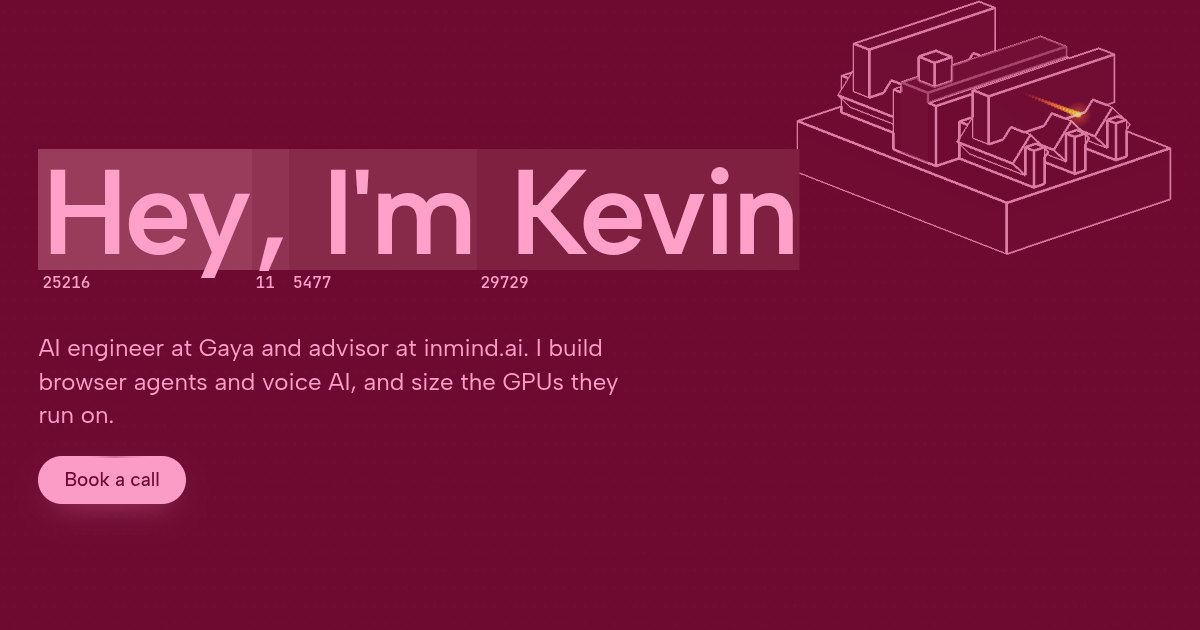 Hey, I'm Kevin
25216 11 5477 29729
AI engineer at Gaya and advisor at inmind.ai. I build
browser agents and voice AI, and size the GPUs they
run on.
Book a call